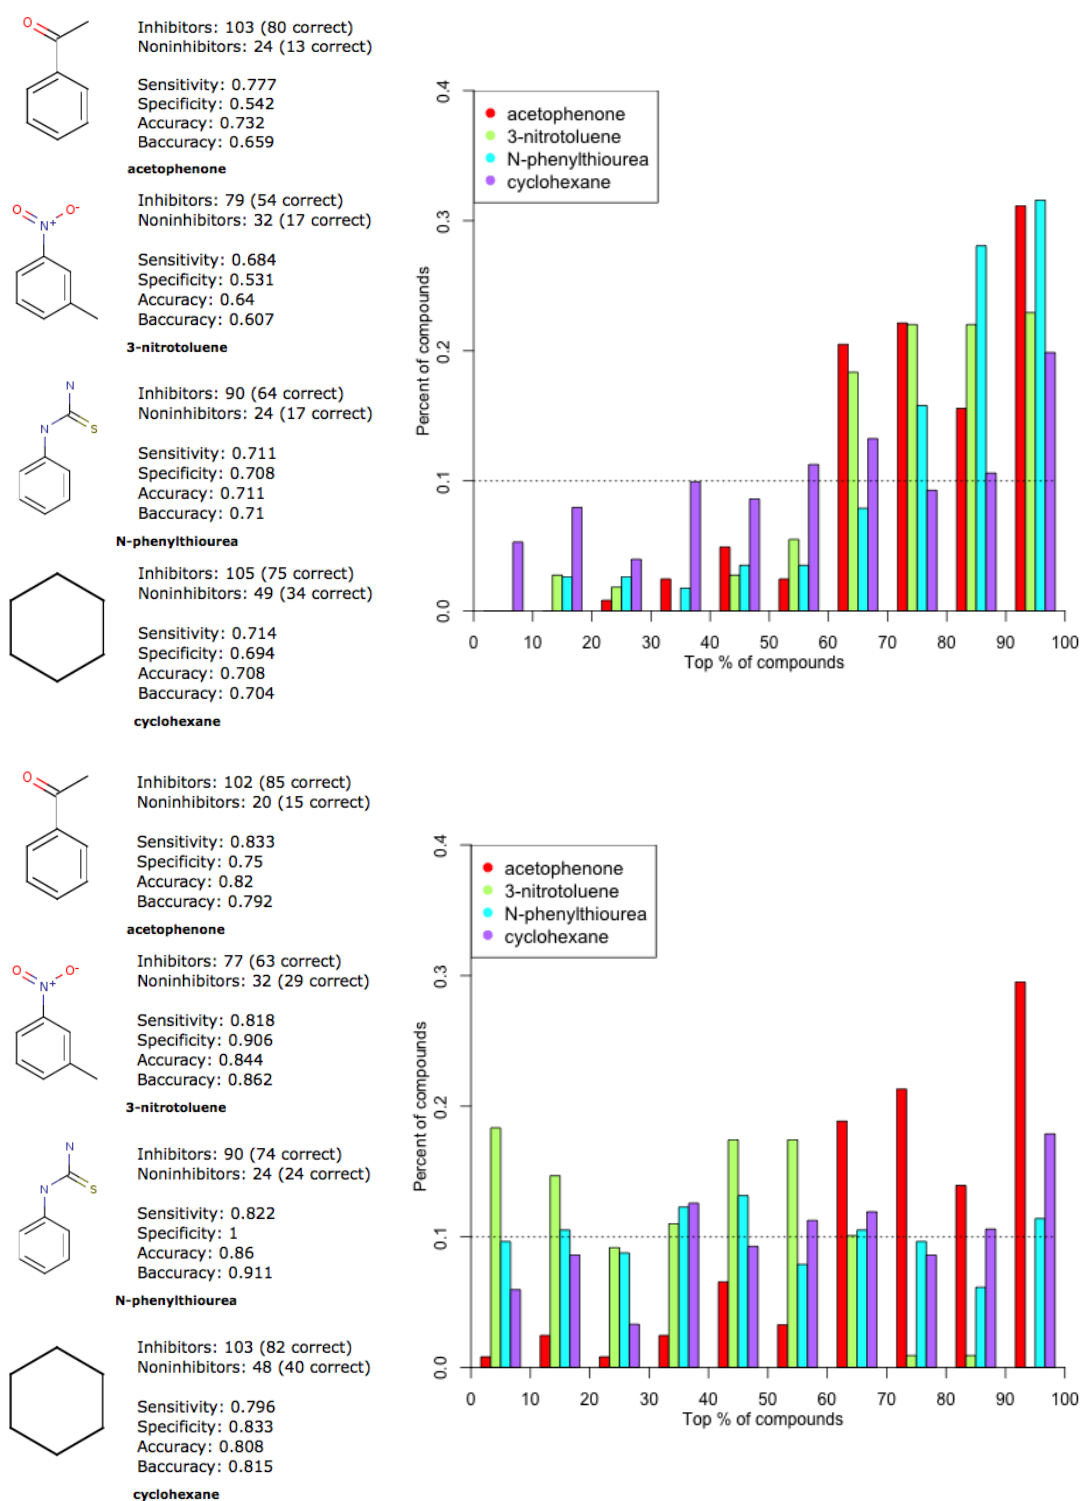 O
Inhibitors: 103 (80 correct)
Noninhibitors: 24 (13 correct)
Sensitivity: 0.777
Specificity: 0.542
Accuracy: 0.732
Baccuracy: 0.659
acetophenone
O
O-
N+
Inhibitors: 79 (54 correct)
Noninhibitors: 32 (17 correct)
Sensitivity: 0.684
Specificity: 0.531
Accuracy: 0.64
Baccuracy: 0.607
3-nitrotoluene
N
N
S
Inhibitors: 90 (64 correct)
Noninhibitors: 24 (17 correct)
Sensitivity: 0.711
Specificity: 0.708
Accuracy: 0.711
Baccuracy: 0.71
N-phenylthiourea
Inhibitors: 105 (75 correct)
Noninhibitors: 49 (34 correct)
Sensitivity: 0.714
Specificity: 0.694
Accuracy: 0.708
Baccuracy: 0.704
cyclohexane
acetophenone
3-nitrotoluene
N-phenylthiourea
cyclohexane
Percent of compounds
0.4
0.3
0.2
0.1
0.0
0 10 20 30 40 50 60 70 80 90 100
Top % of compounds
O
Inhibitors: 102 (85 correct)
Noninhibitors: 20 (15 correct)
Sensitivity: 0.833
Specificity: 0.75
Accuracy: 0.82
Baccuracy: 0.792
acetophenone
O
O-
N+
Inhibitors: 77 (63 correct)
Noninhibitors: 32 (29 correct)
Sensitivity: 0.818
Specificity: 0.906
Accuracy: 0.844
Baccuracy: 0.862
3-nitrotoluene
N
N
S
Inhibitors: 90 (74 correct)
Noninhibitors: 24 (24 correct)
Sensitivity: 0.822
Specificity: 1
Accuracy: 0.86
Baccuracy: 0.911
N-phenylthiourea
Inhibitors: 103 (82 correct)
Noninhibitors: 48 (40 correct)
Sensitivity: 0.796
Specificity: 0.833
Accuracy: 0.808
Baccuracy: 0.815
cyclohexane
acetophenone
3-nitrotoluene
N-phenylthiourea
cyclohexane
Percent of compounds
0.4
0.3
0.2
0.1
0.0
0 10 20 30 40 50 60 70 80 90 100
Top % of compounds